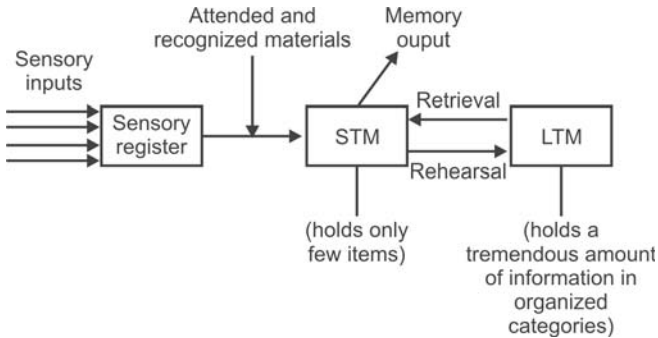 Attended and
recognized materials
Memory
ouput
Sensory
inputs
Sensory
register
STM
Retrieval
Rehearsal
LTM
(holds only
few items)
(holds a
tremendous amount
of information in
organized
categories)